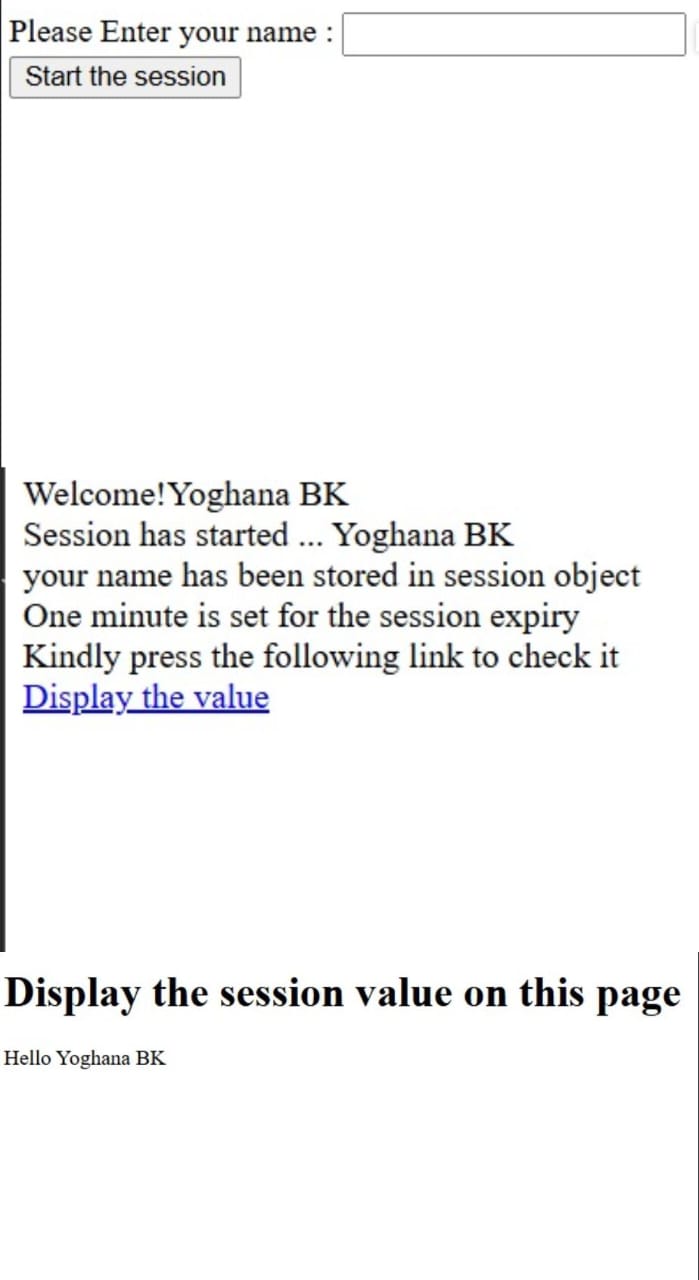 Please Enter your name :
Start the session
Welcome!Yoghana BK
Session has started ... Yoghana BK
your name has been stored in session object
One minute is set for the session expiry
Kindly press the following link to check it
Display the value
Display the session value on this page
Hello Yoghana BK